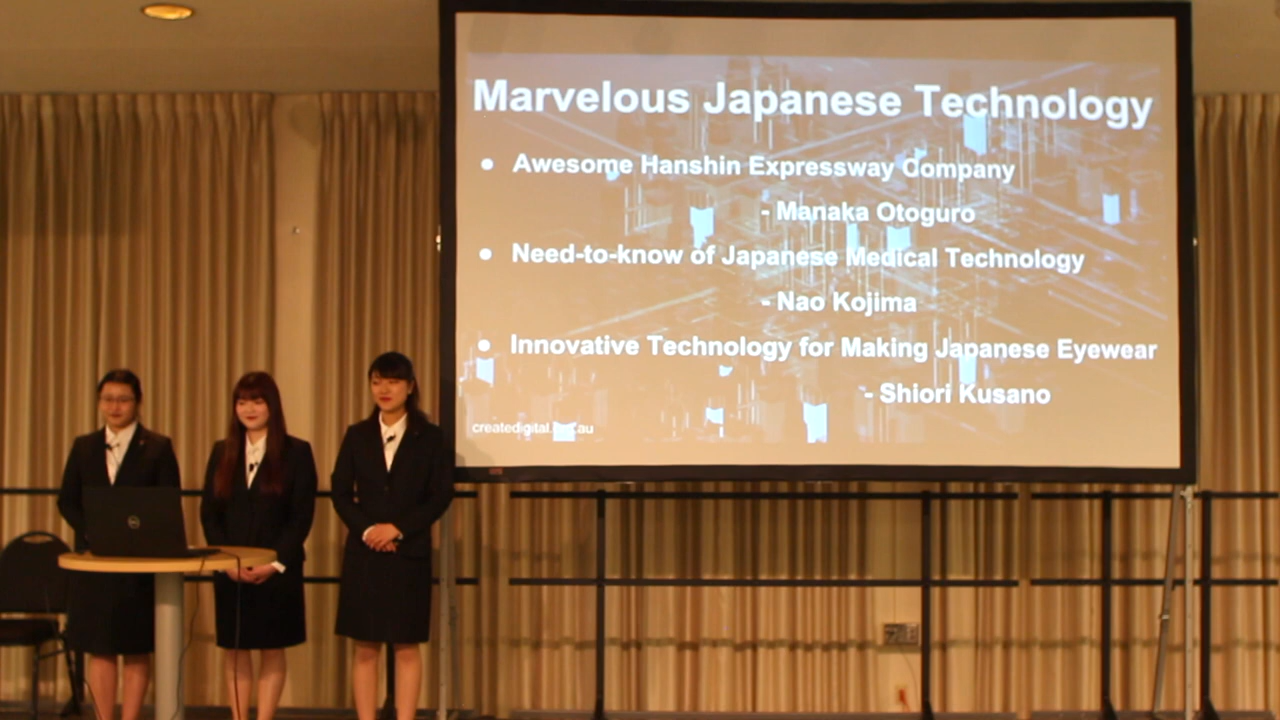 Marvelous Japanese Technology
● Awesome Hanshin Expressway Company
- Manaka Otoguro
● Need-to-know of Japanese Medical Technology
- Nao Kojima
● Innovative Technology for Making Japanese Eyewear
- Shiori Kusano